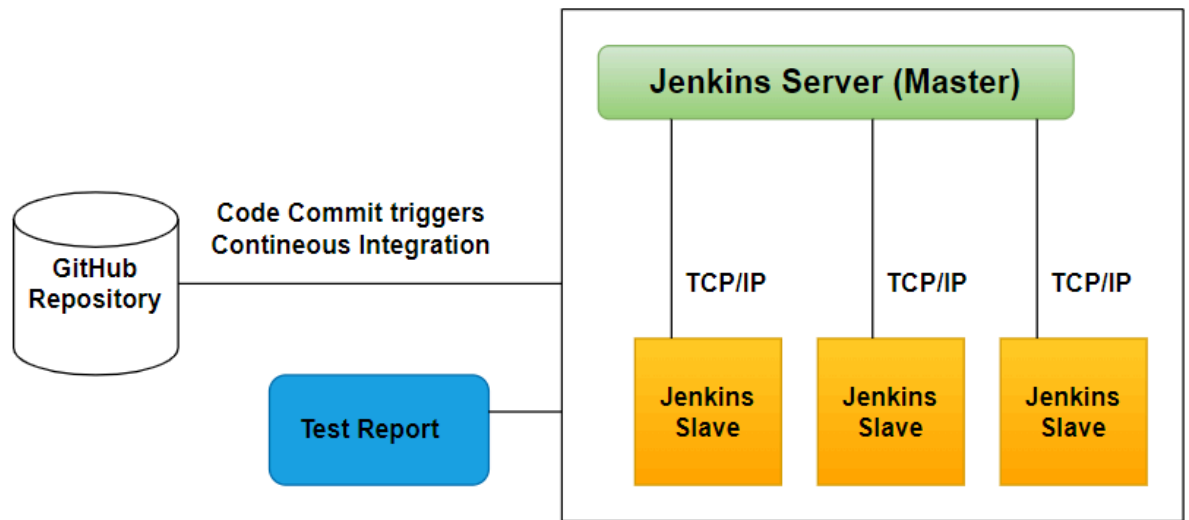 Jenkins Server (Master)
Code Commit triggers
Contineous Integration
GitHub
Repository
TCP/IP
TCP/IP
TCP/IP
Test Report
Jenkins
Slave
Jenkins
Slave
Jenkins
Slave